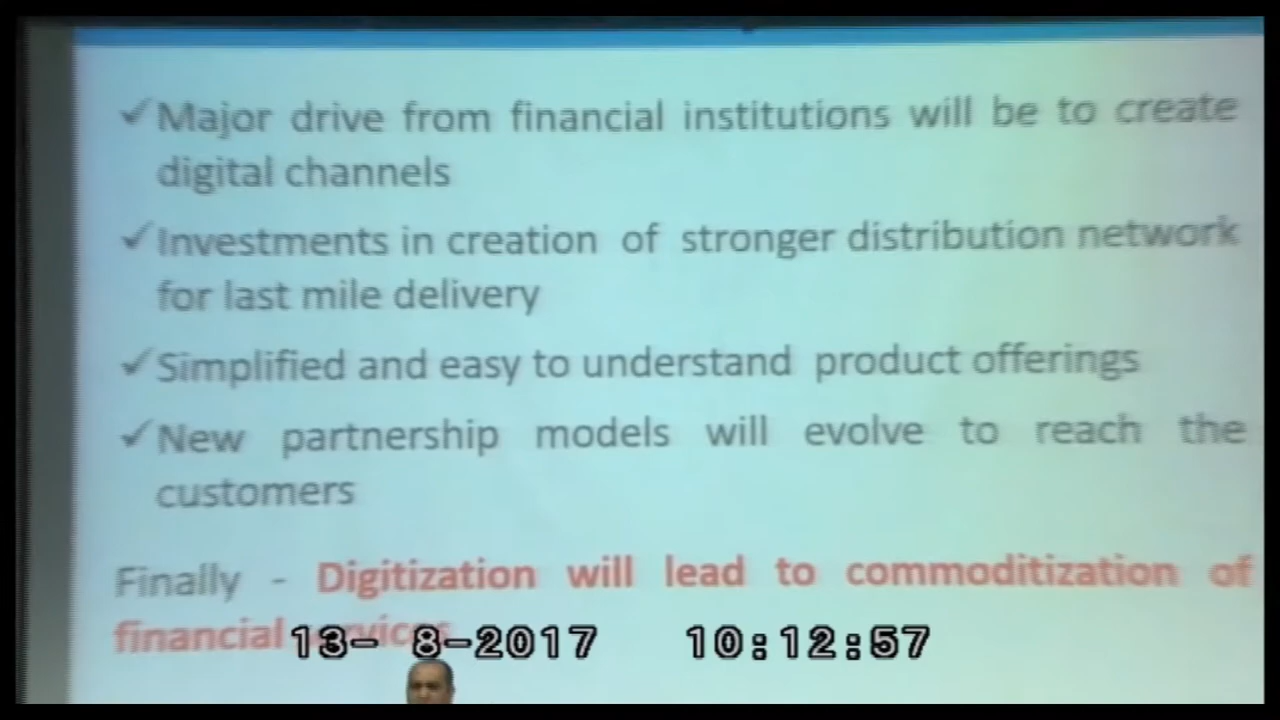 ✓Major drive from financial institutions will be to create
digital channels
✓Investments in creation of stronger distribution network
for last mile delivery
✓Simplified and easy to understand product offerings
✓New partnership models will evolve to reach the
customers
Finally - Digitization will lead to commoditization of
financial services
13- 8-2017 10:12:57